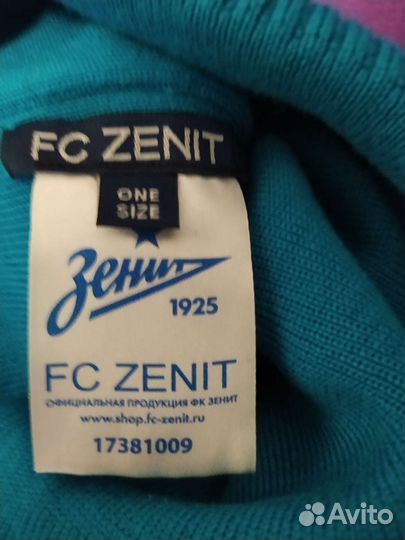 FC ZENIT
ONE
SIZE
Зенит
1925
FC ZENIT
ОФИЦИАЛЬНАЯ ПРОДУКЦИЯ ФК ЗЕНИТ
www.shop.fc-zenit.ru
17381009
Avito